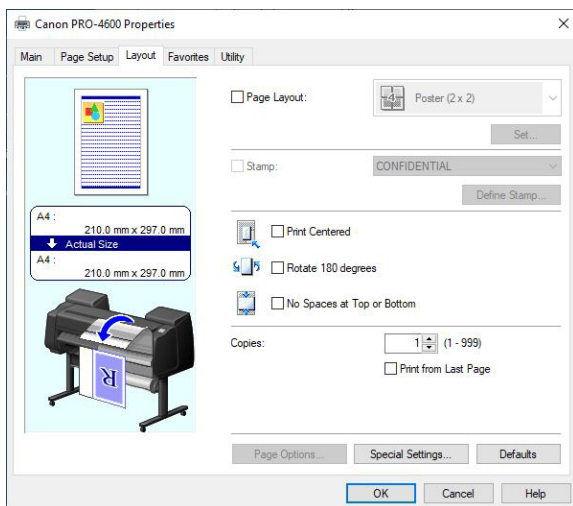 Canon PRO-4600 Properties
Main Page Setup Layout Favorites Utility
Page Layout:
4
Poster (2 x 2)
Set...
Stamp:
CONFIDENTIAL
Define Stamp...
A4 :
210.0 mm x 297.0 mm
Actual Size
A4 :
210.0 mm x 297.0 mm
R
Print Centered
Rotate 180 degrees
No Spaces at Top or Bottom
Copies:
1 (1 - 999)
Print from Last Page
Page Options... Special Settings... Defaults
OK Cancel Help